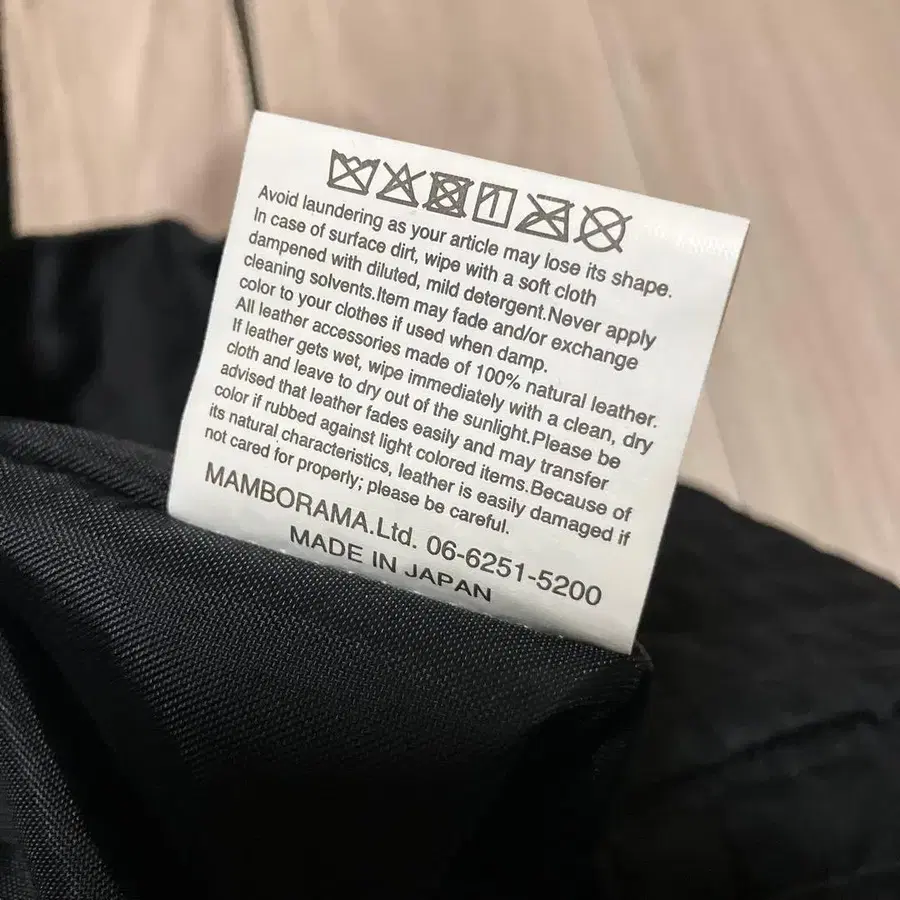 Avoid laundering as your article may lose its shape.
In case of surface dirt, wipe with a soft cloth
dampened with diluted, mild detergent.Never apply
cleaning solvents.Item may fade and/or exchange
color to your clothes if used when damp.
All leather accessories made of 100% natural leather.
If leather gets wet, wipe immediately with a clean, dry
cloth and leave to dry out of the sunlight.Please be
advised that leather fades easily and may transfer
color if rubbed against light colored items.Because of
its natural characteristics, leather is easily damaged if
not cared for properly; please be careful.
MAMBORAMA.Ltd. 06-6251-5200
MADE IN JAPAN